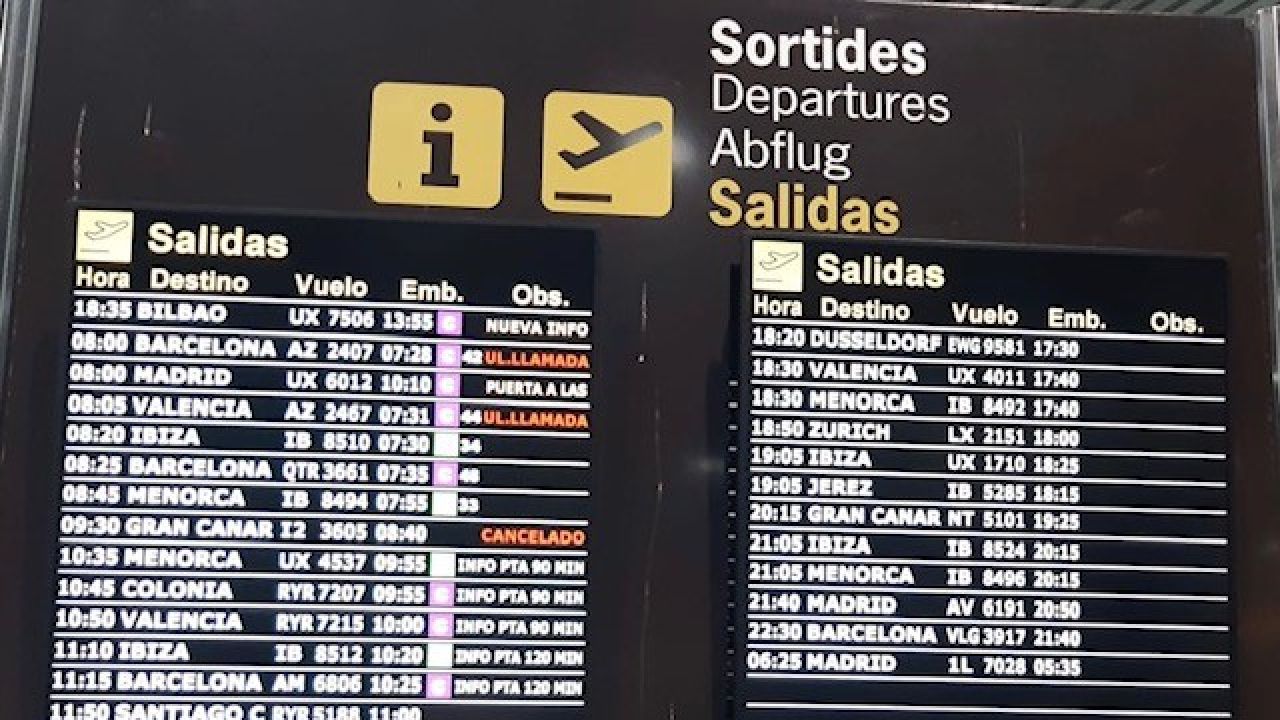 Sortides
Departures
Abflug
Salidas
i
Salidas
Hora Destino Vuelo Emb. Obs.
18:35 BILBAO UX 7506 13:55 C NUEVA INFO
08:00 BARCELONA AZ 2407 07:28 C 42 UL.LLAMADA
08:00 MADRID UX 6012 10:10 C PUERTA A LAS
08:05 VALENCIA AZ 2467 07:31 C 44 UL.LLAMADA
08:20 IBIZA IB 8510 07:30 34
08:25 BARCELONA QTR 3661 07:35 C 48
08:45 MENORCA IB 8494 07:55 33
09:30 GRAN CANAR I2 3605 08:40 CANCELADO
10:35 MENORCA UX 4537 09:55 INFO PTA 90 MIN
10:45 COLONIA RYR 7207 09:55 C INFO PTA 90 MIN
10:50 VALENCIA RYR 7215 10:00 C INFO PTA 90 MIN
11:10 IBIZA IB 8512 10:20 INFO PTA 120 MIN
11:15 BARCELONA AM 6806 10:25 C INFO PTA 120 MIN
11:50 SANTIAGO C RYR 5188 11:00
Salidas
Hora Destino Vuelo Emb. Obs.
18:20 DUSSELDORF EWG 9581 17:30
18:30 VALENCIA UX 4011 17:40
18:30 MENORCA IB 8492 17:40
18:50 ZURICH LX 2151 18:00
19:05 IBIZA UX 1710 18:25
19:05 JEREZ IB 5285 18:15
20:15 GRAN CANAR NT 5101 19:25
21:05 IBIZA IB 8524 20:15
21:05 MENORCA IB 8496 20:15
21:40 MADRID AV 6191 20:50
22:30 BARCELONA VLG 3917 21:40
06:25 MADRID 1L 7028 05:35